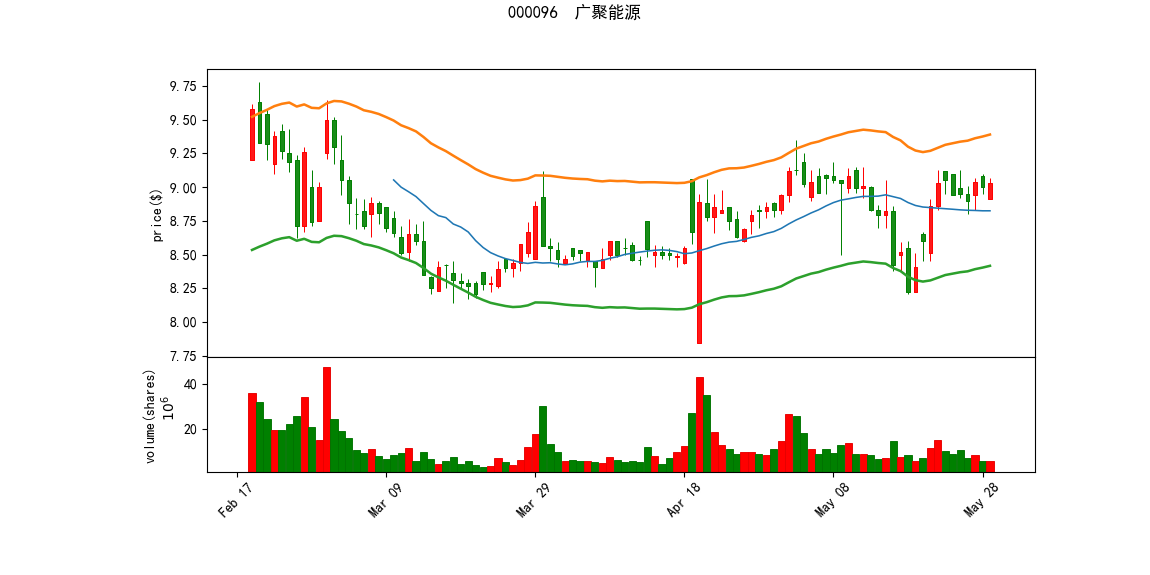 000096 广聚能源
price($)
9.75
9.50
9.25
9.00
8.75
8.50
8.25
8.00
7.75
volume(shares)
10⁶
40
20
Feb 17
Mar 09
Mar 29
Apr 18
May 08
May 28